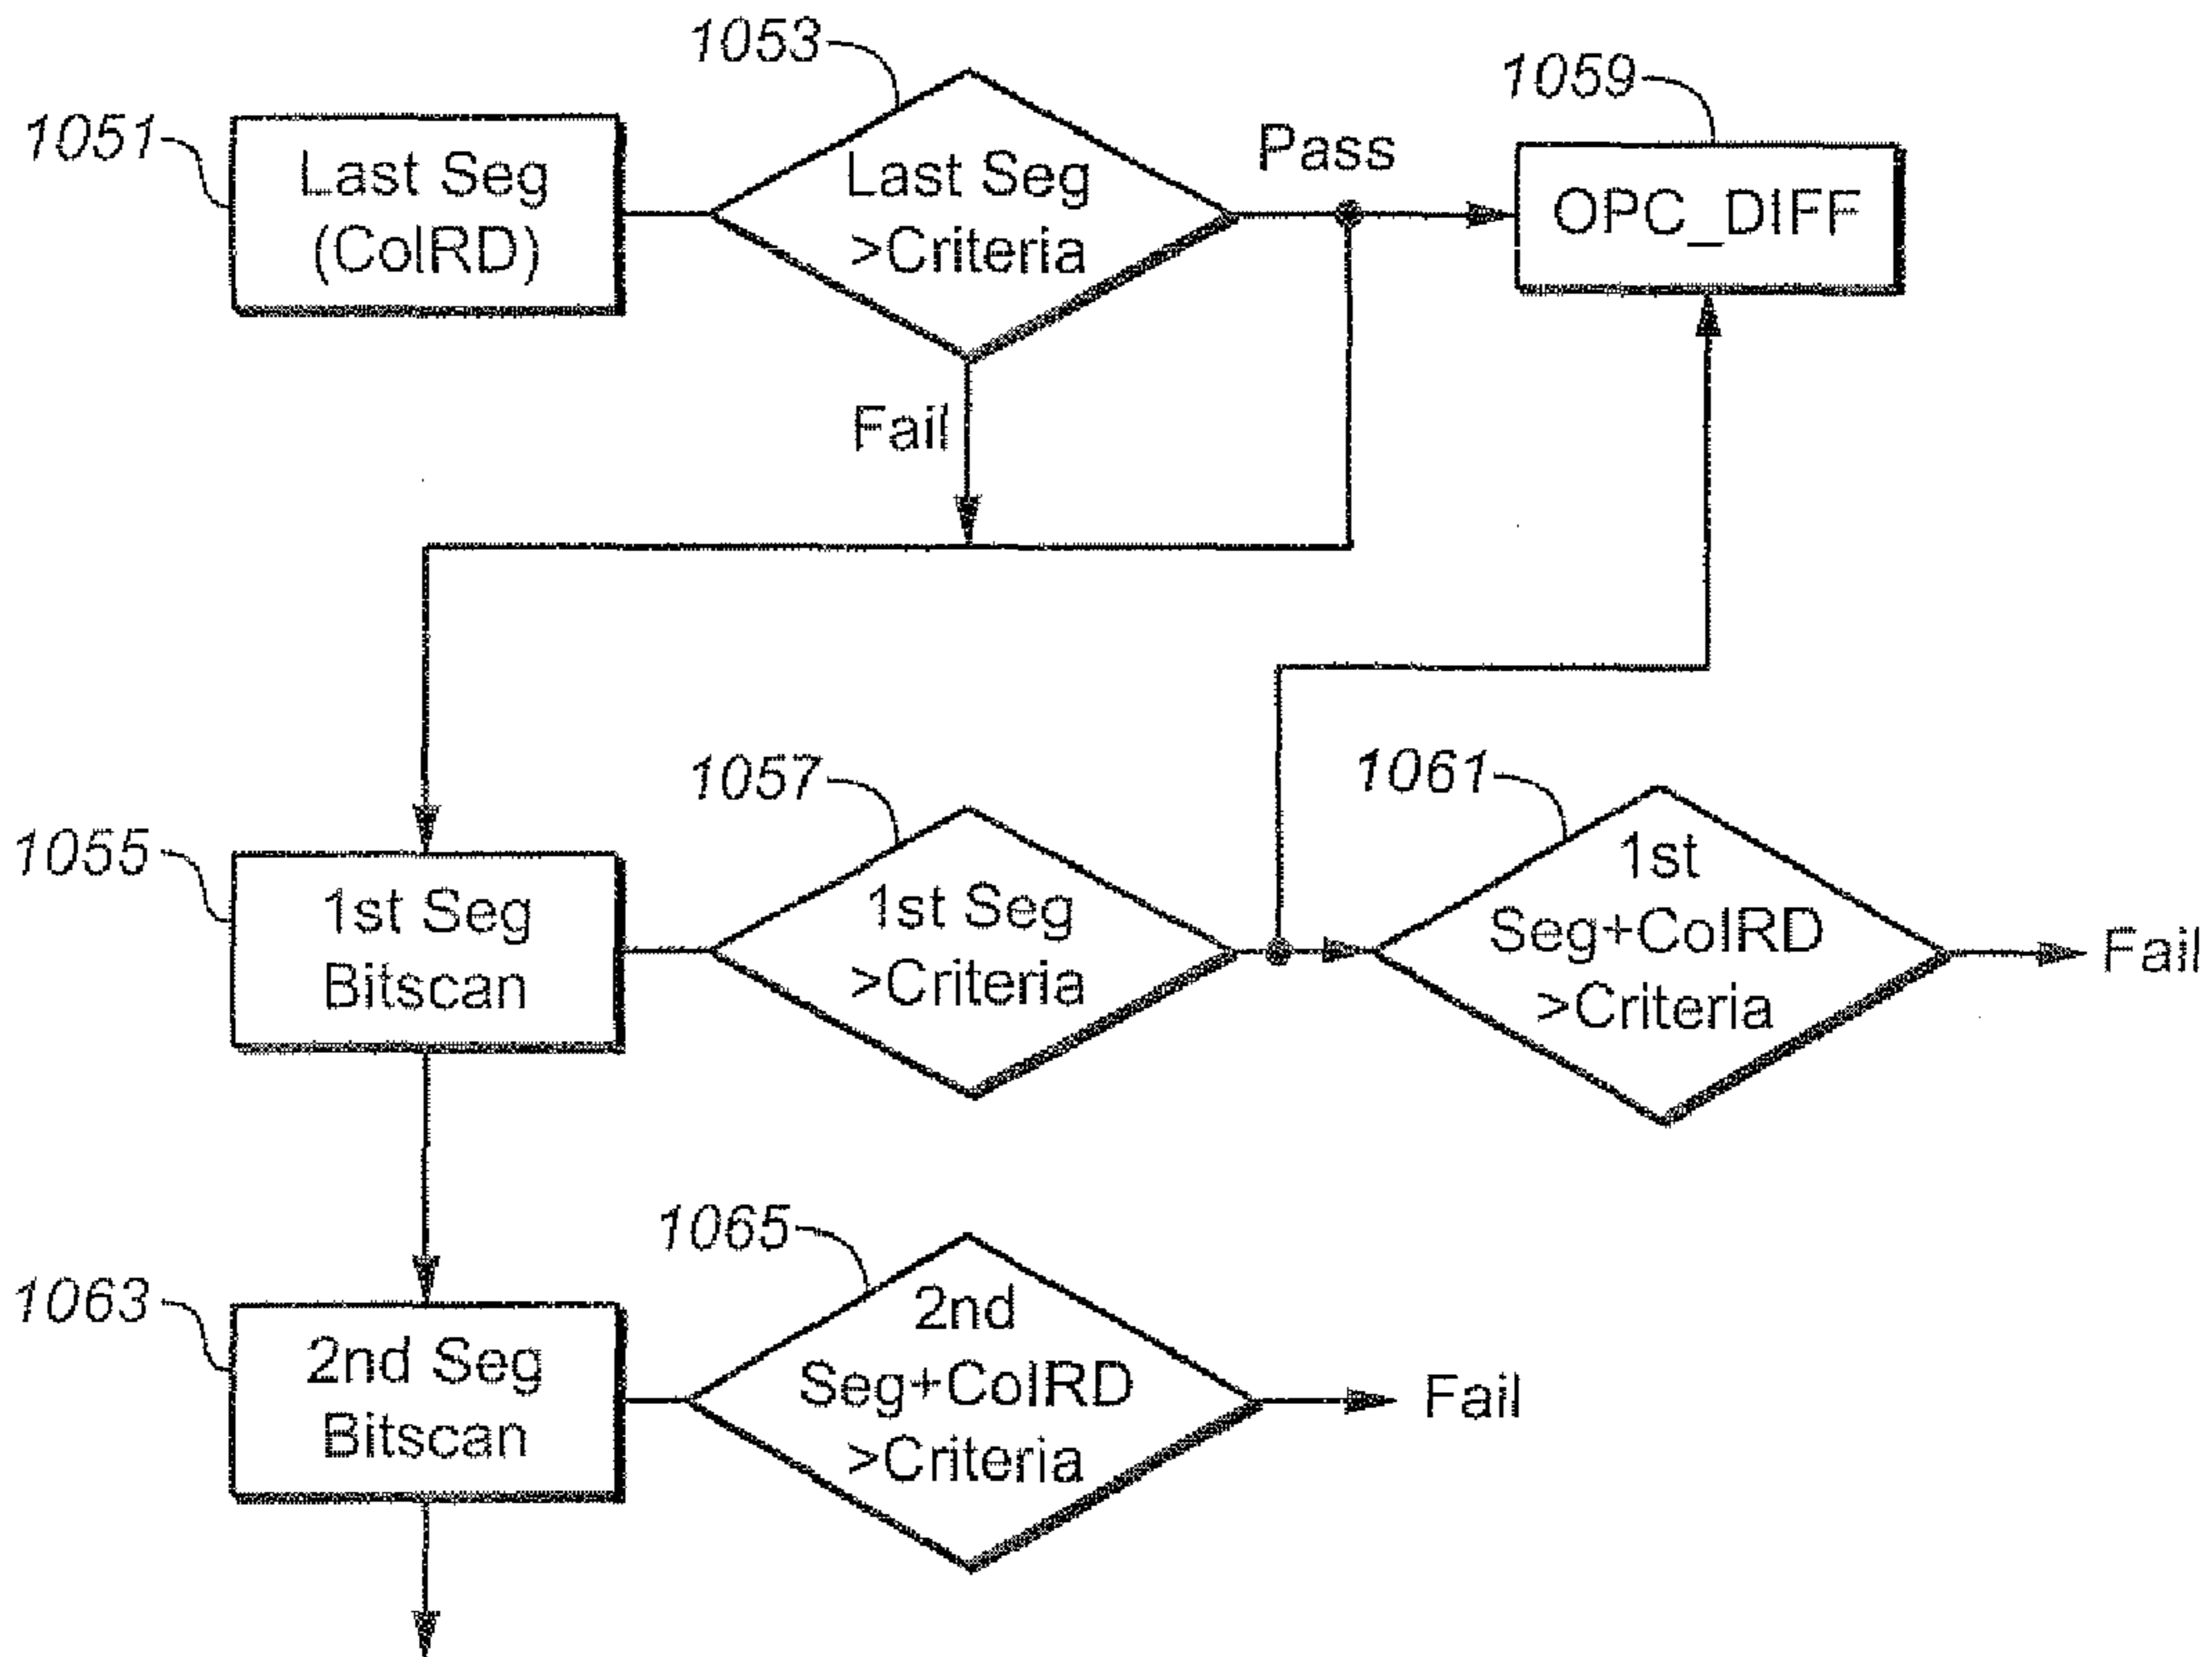 1053
1059
1051
Last Seg
(ColRD)
Last Seg
>Criteria
Pass
OPC_DIFF
Fail
1057
1061
1055
1st Seg
Bitscan
1st Seg
>Criteria
1st
Seg+ColRD
>Criteria
Fail
1065
1063
2nd Seg
Bitscan
2nd
Seg+ColRD
>Criteria
Fail